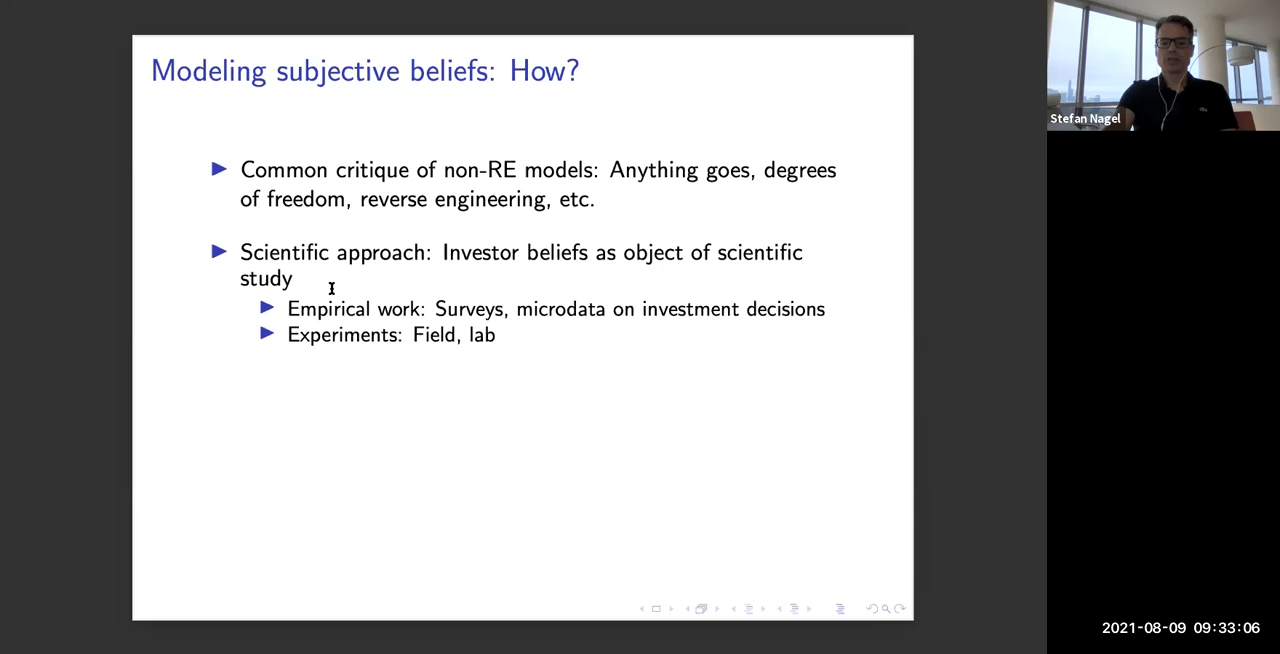 Modeling subjective beliefs: How?
Common critique of non-RE models: Anything goes, degrees
of freedom, reverse engineering, etc.
Scientific approach: Investor beliefs as object of scientific
study
Empirical work: Surveys, microdata on investment decisions
Experiments: Field, lab
Stefan Nagel
2021-08-09 09:33:06